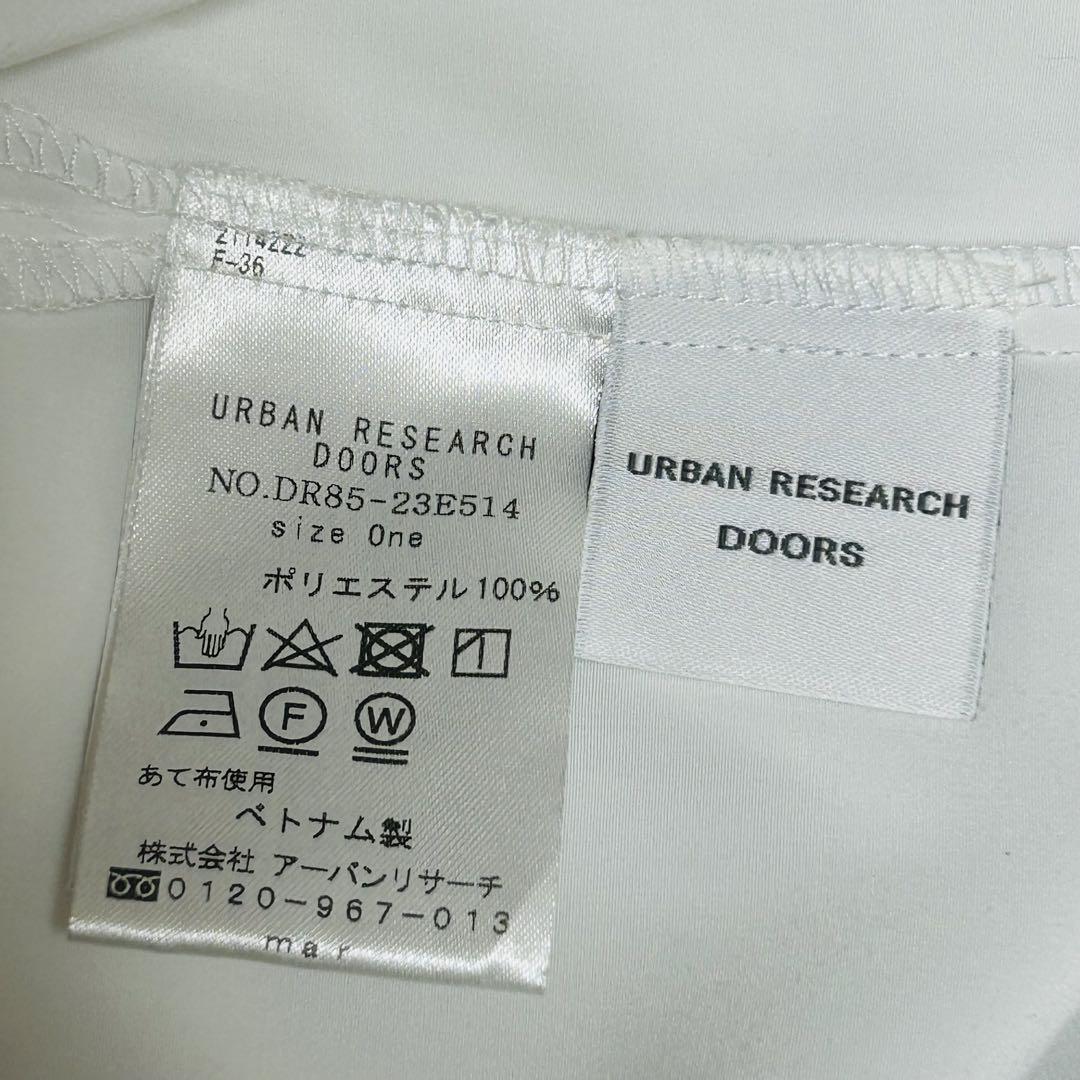 2114222
F-36
URBAN RESEARCH
DOORS
NO.DR85-23E514
size One
ポリエステル100%
F W
あて布使用
ベトナム製
株式会社 アーバンリサーチ
0120-967-013
mar
URBAN RESEARCH
DOORS